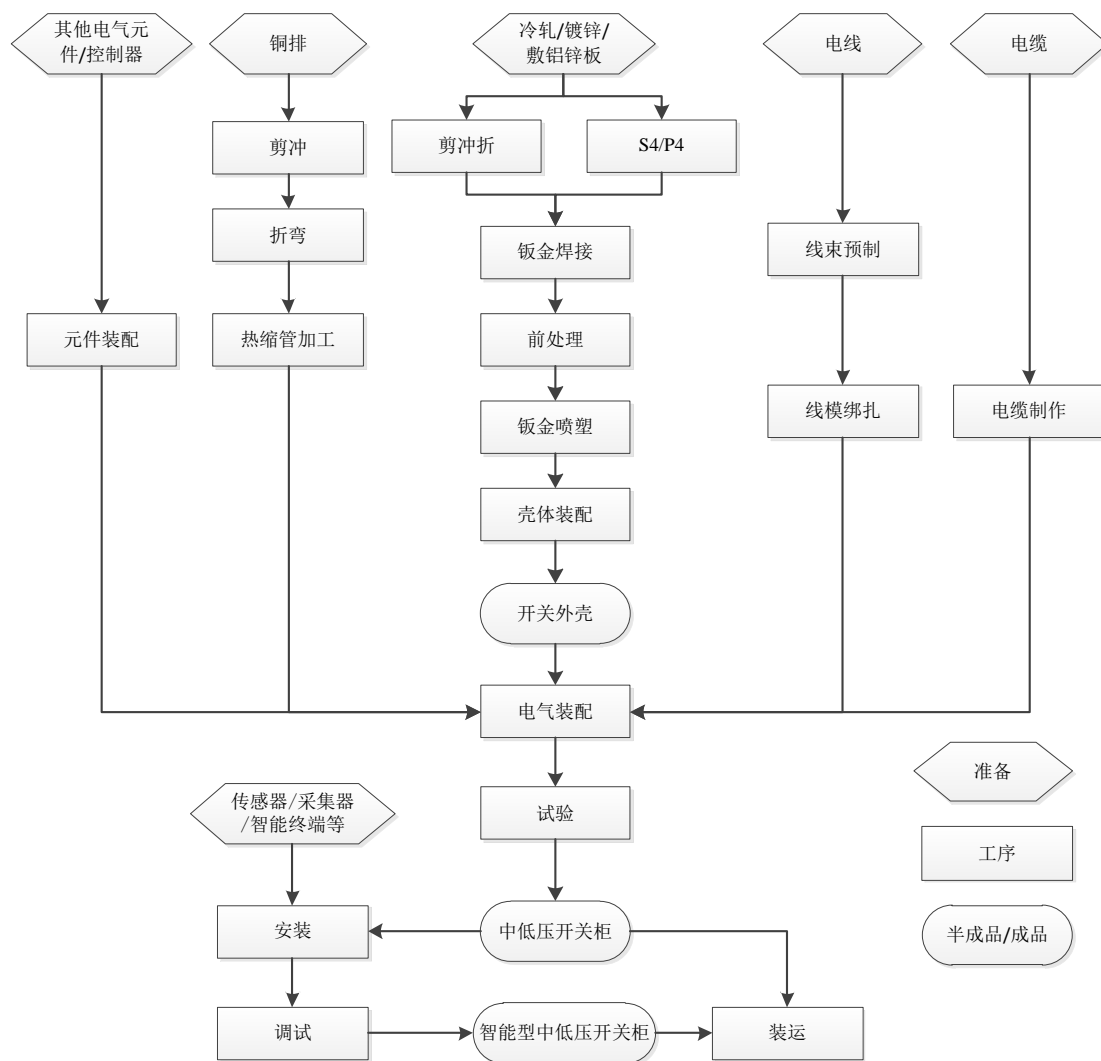 其他电气元
件/控制器
铜排
冷轧/镀锌/
敷铝锌板
电线
电缆
剪冲
剪冲折
S4/P4
折弯
钣金焊接
线束预制
元件装配
热缩管加工
前处理
线模绑扎
电缆制作
钣金喷塑
壳体装配
开关外壳
电气装配
准备
传感器/采集器
/智能终端等
试验
工序
安装
中低压开关柜
半成品/成品
调试
智能型中低压开关柜
装运